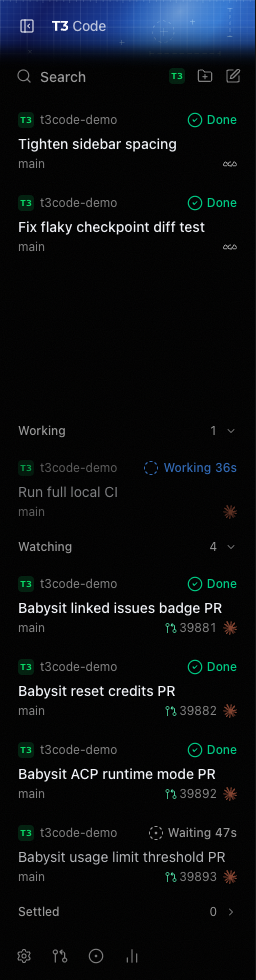 T3 Code
Search
T3
T3 t3code-demo Done
Tighten sidebar spacing
main
T3 t3code-demo Done
Fix flaky checkpoint diff test
main
Working 1
T3 t3code-demo Working 36s
Run full local CI
main
Watching 4
T3 t3code-demo Done
Babysit linked issues badge PR
main 39881
T3 t3code-demo Done
Babysit reset credits PR
main 39882
T3 t3code-demo Done
Babysit ACP runtime mode PR
main 39892
T3 t3code-demo Waiting 47s
Babysit usage limit threshold PR
main 39893
Settled 0